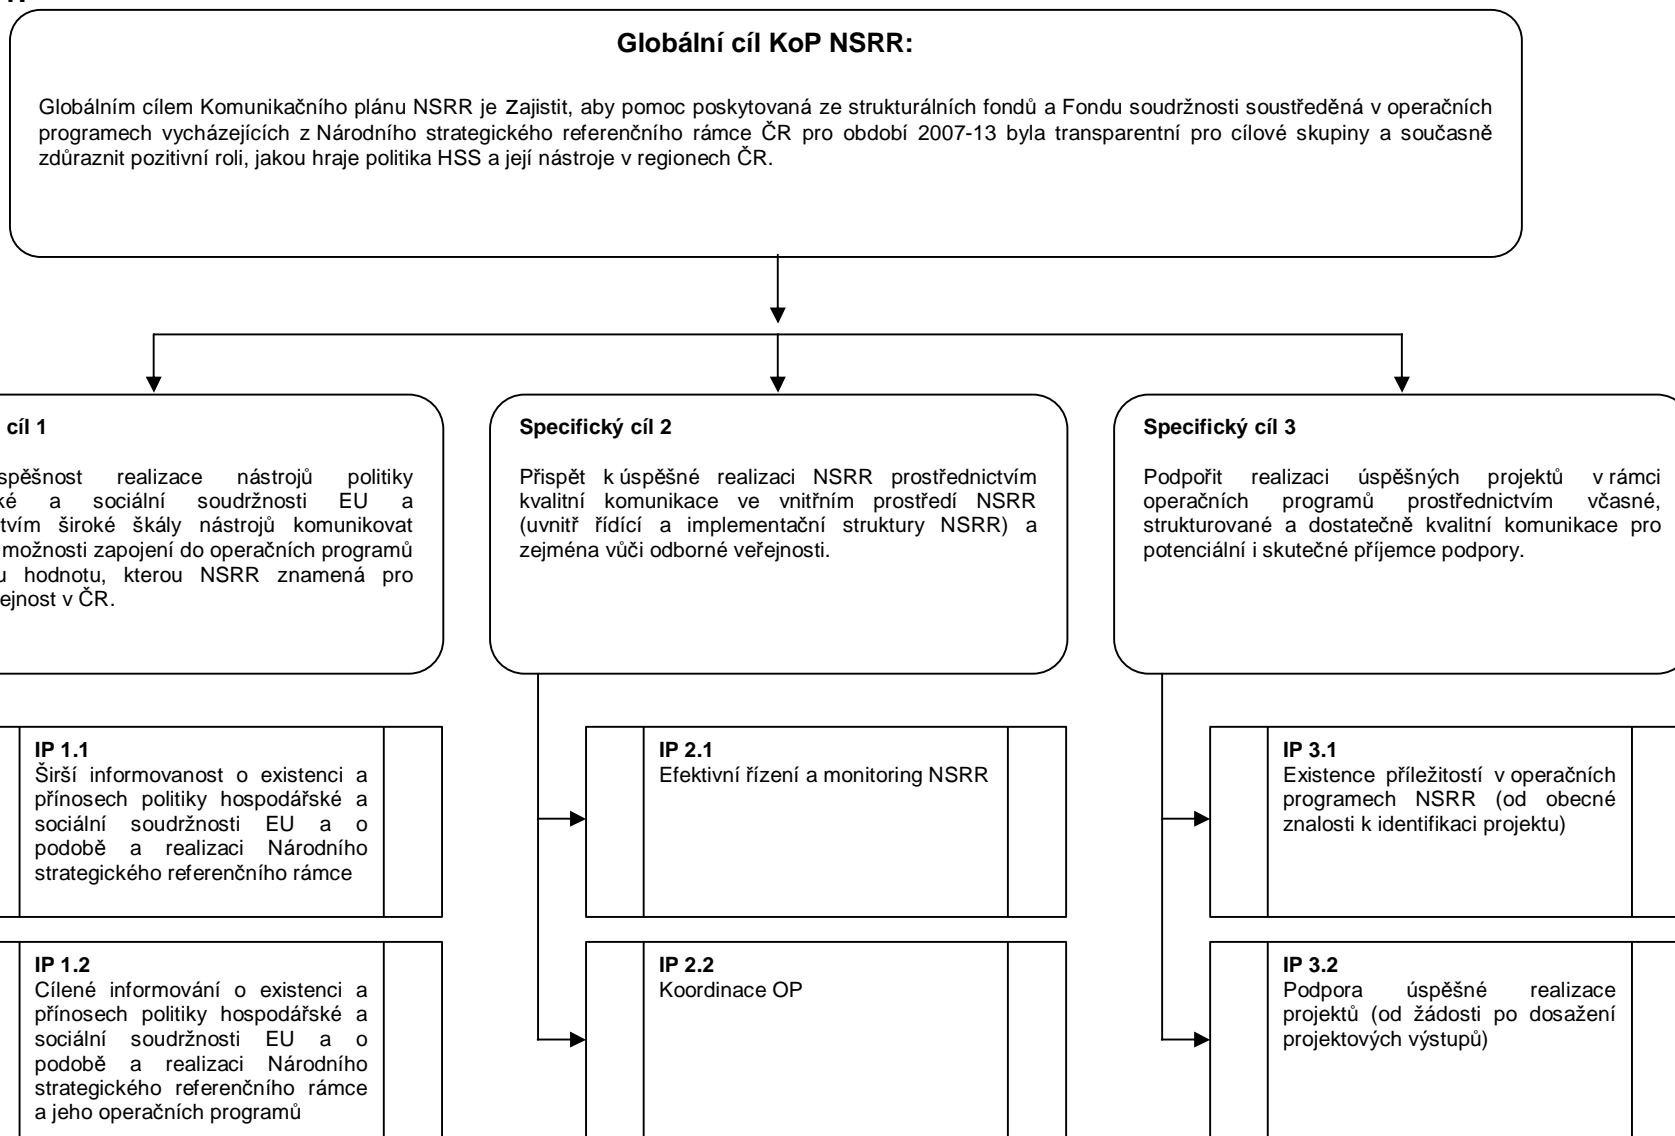 Globální cíl KoP NSRR:
Globálním cílem Komunikačního plánu NSRR je Zajistit, aby pomoc poskytovaná ze strukturálních fondů a Fondu soudržnosti soustředěná v operačních
programech vycházejících z Národního strategického referenčního rámce ČR pro období 2007-13 byla transparentní pro cílové skupiny a současně
zdůraznit pozitivní roli, jakou hraje politika HSS a její nástroje v regionech ČR.
cíl 1
realizace nástrojů politiky
a sociální soudržnosti EU a
široké škály nástrojů komunikovat
možnosti zapojení do operačních programů
hodnotu, kterou NSRR znamená pro
v ČR.
Specifický cíl 2
Přispět k úspěšné realizaci NSRR prostřednictvím
kvalitní komunikace ve vnitřním prostředí NSRR
(uvnitř řídící a implementační struktury NSRR) a
zejména vůči odborné veřejnosti.
Specifický cíl 3
Podpořit realizaci úspěšných projektů v rámci
operačních programů prostřednictvím včasné,
strukturované a dostatečně kvalitní komunikace pro
potenciální i skutečné příjemce podpory.
IP 1.1
Širší informovanost o existenci a
přínosech politiky hospodářské a
sociální soudržnosti EU a o
podobě a realizaci Národního
strategického referenčního rámce
IP 2.1
Efektivní řízení a monitoring NSRR
IP 3.1
Existence příležitostí v operačních
programech NSRR (od obecné
znalosti k identifikaci projektu)
IP 1.2
Cílené informování o existenci a
přínosech politiky hospodářské a
sociální soudržnosti EU a o
podobě a realizaci Národního
strategického referenčního rámce
a jeho operačních programů
IP 2.2
Koordinace OP
IP 3.2
Podpora úspěšné realizace
projektů (od žádosti po dosažení
projektových výstupů)